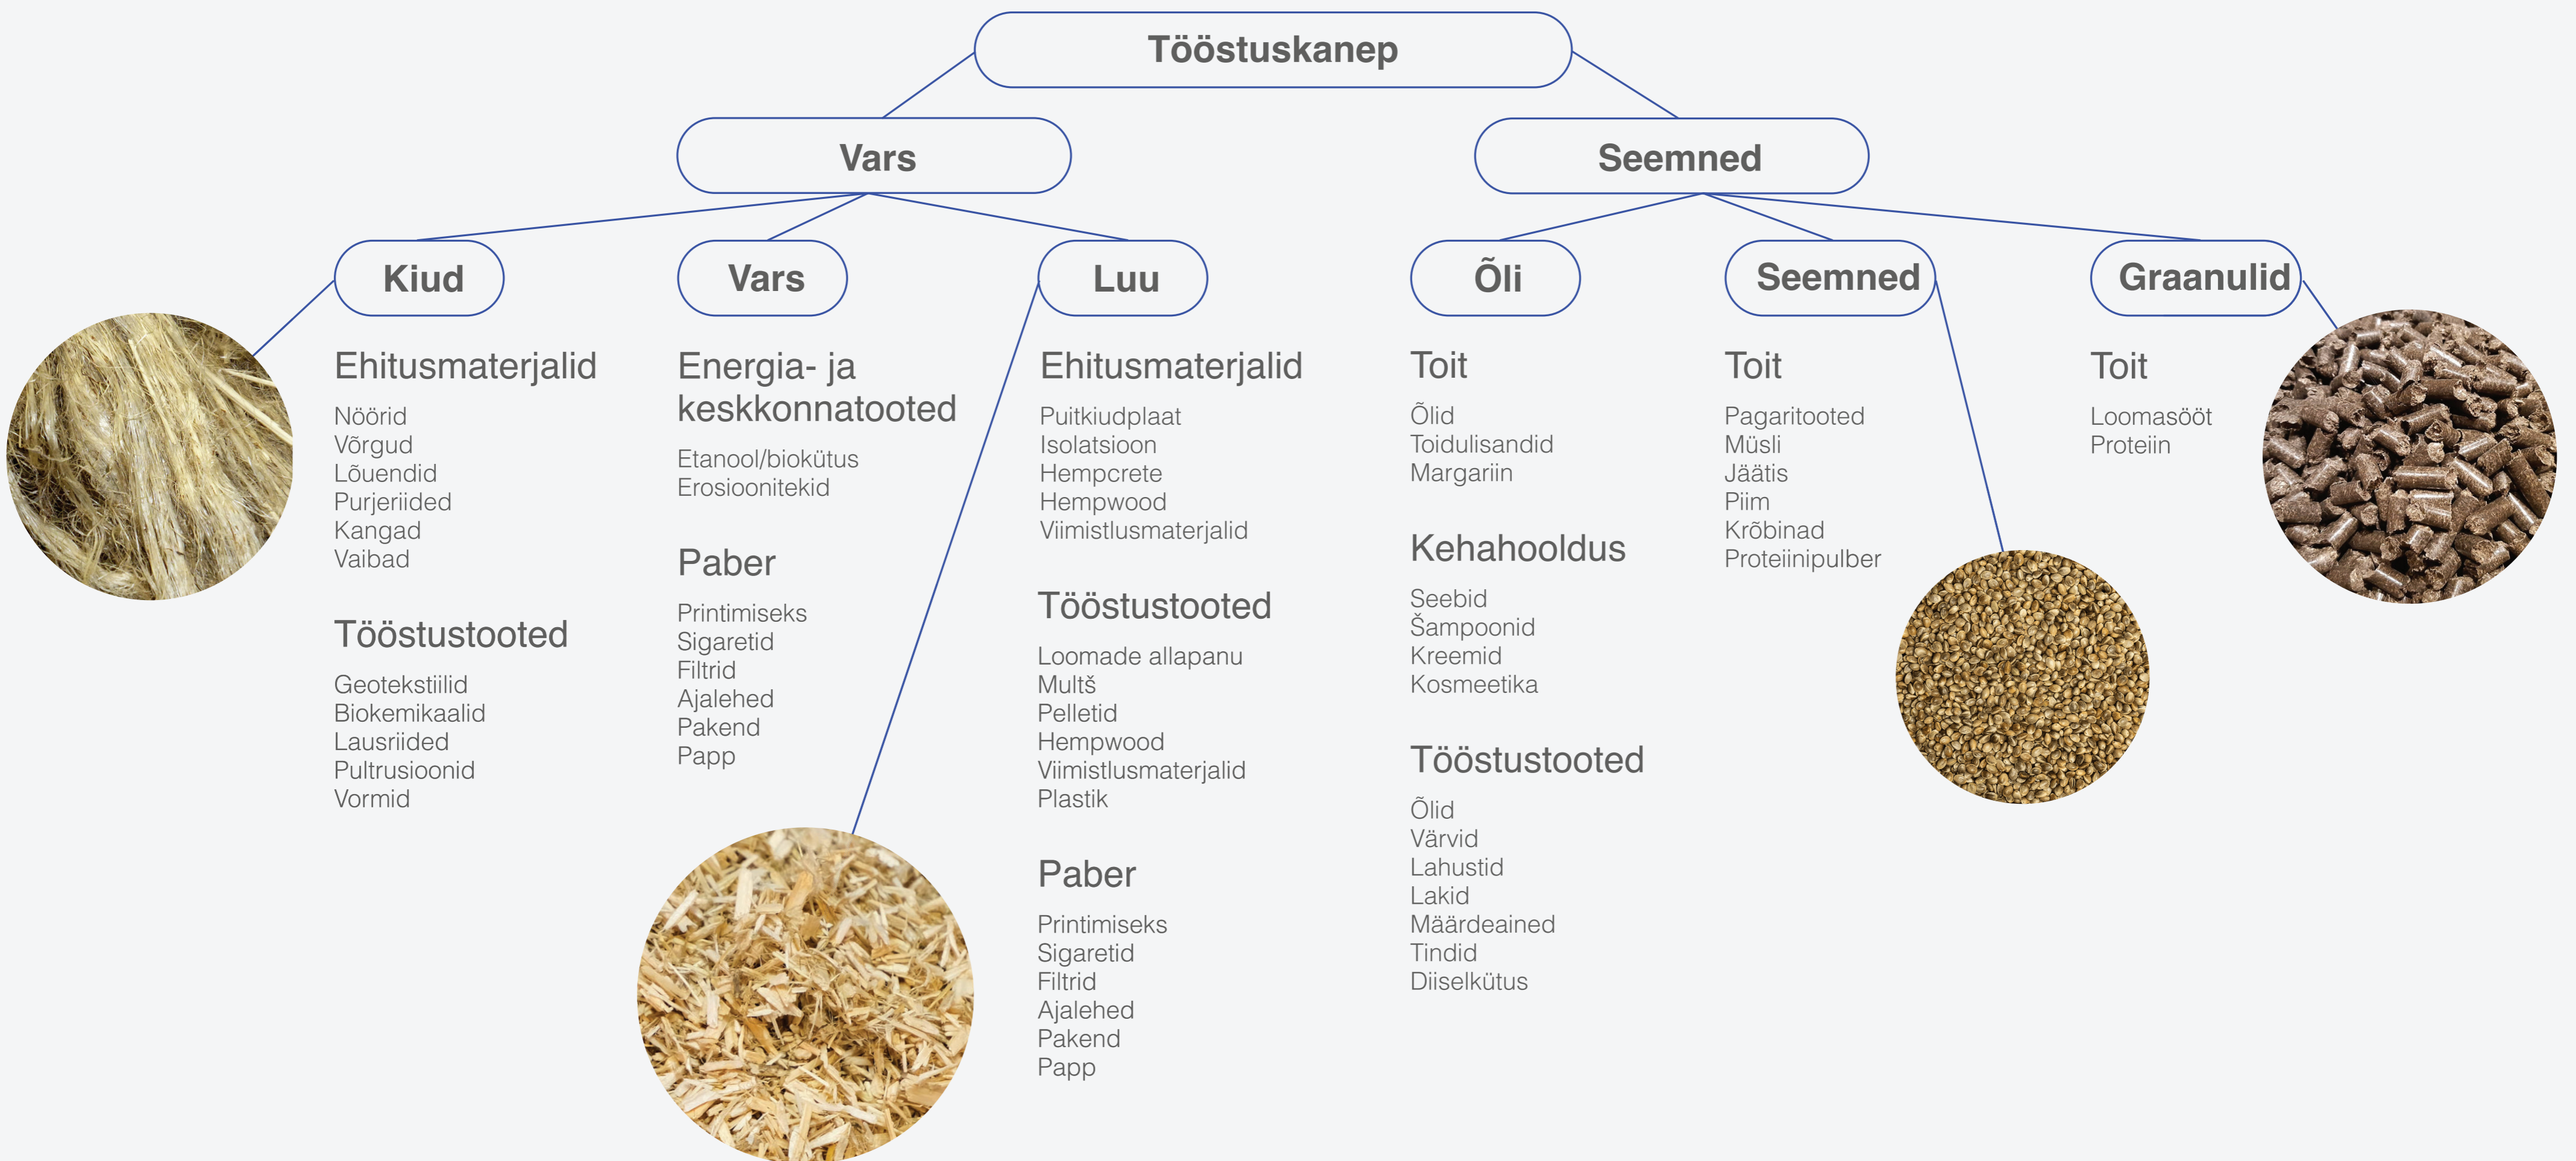 Tööstuskanep
Vars
Seemned
Kiud
Vars
Luu
Õli
Seemned
Graanulid
Ehitusmaterjalid
Nöörid
Võrgud
Lõuendid
Purjeriided
Kangad
Vaibad
Tööstustooted
Geotekstiilid
Biokemikaalid
Lausriided
Pultrusioonid
Vormid
Energia- ja
keskkonnatooted
Etanool/biokütus
Erosioonitekid
Paber
Printimiseks
Sigaretid
Filtrid
Ajalehed
Pakend
Papp
Ehitusmaterjalid
Puitkiudplaat
Isolatsioon
Hempcrete
Hempwood
Viimistlusmaterjalid
Tööstustooted
Loomade allapanu
Multš
Pelletid
Hempwood
Viimistlusmaterjalid
Plastik
Paber
Printimiseks
Sigaretid
Filtrid
Ajalehed
Pakend
Papp
Toit
Õlid
Toidulisandid
Margariin
Kehahooldus
Seebid
Šampoonid
Kreemid
Kosmeetika
Tööstustooted
Õlid
Värvid
Lahustid
Lakid
Määrdeained
Tindid
Diiselkütus
Toit
Pagaritooted
Müsli
Jäätis
Piim
Krõbinad
Proteiinipulber
Toit
Loomasööt
Proteiin